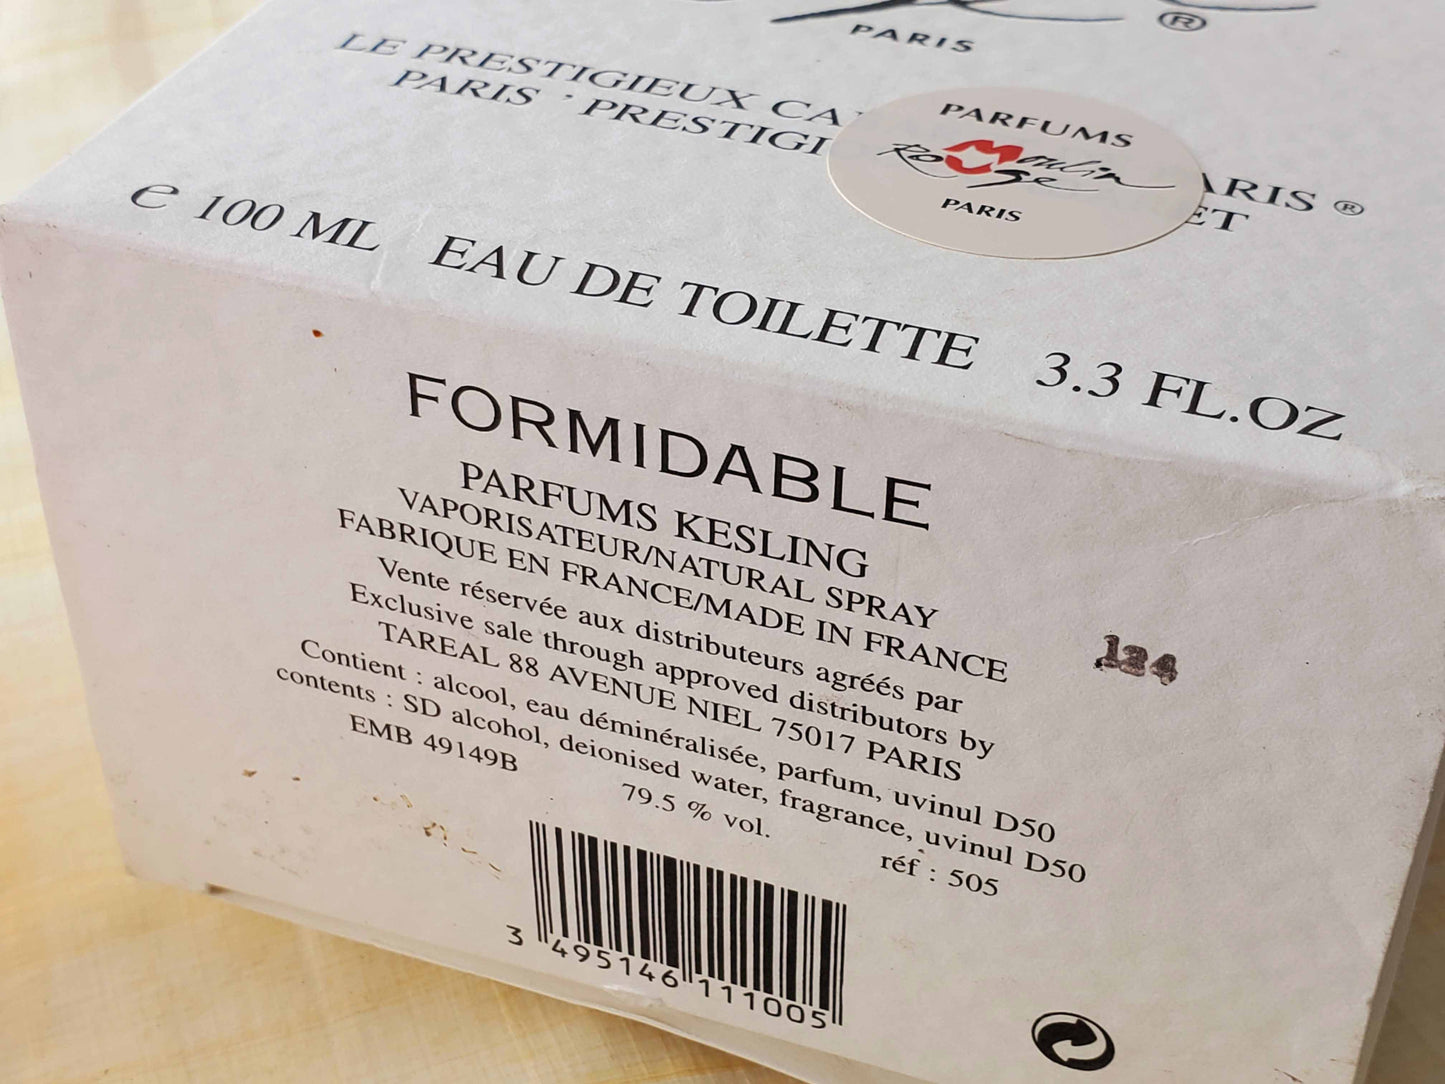 PARIS ®
LE PRESTIGIEUX ARIS ®
PARIS ' ET
PARFUMS
Moulin
Rouge
PARIS
e 100 ML EAU DE TOILETTE 3.3 FL.OZ
FORMIDABLE
PARFUMS KESLING
VAPORISATEUR/NATURAL SPRAY
FABRIQUE EN FRANCE/MADE IN FRANCE
Vente réservée aux distributeurs agréés par
Exclusive sale through approved distributors by
TAREAL 88 AVENUE NIEL 75017 PARIS
Contient : alcool, eau déminéralisée, parfum, uvinul D50
contents : SD alcohol, deionised water, fragrance, uvinul D50
EMB 49149B 79.5 % vol. réf : 505
124
3 495146 111005